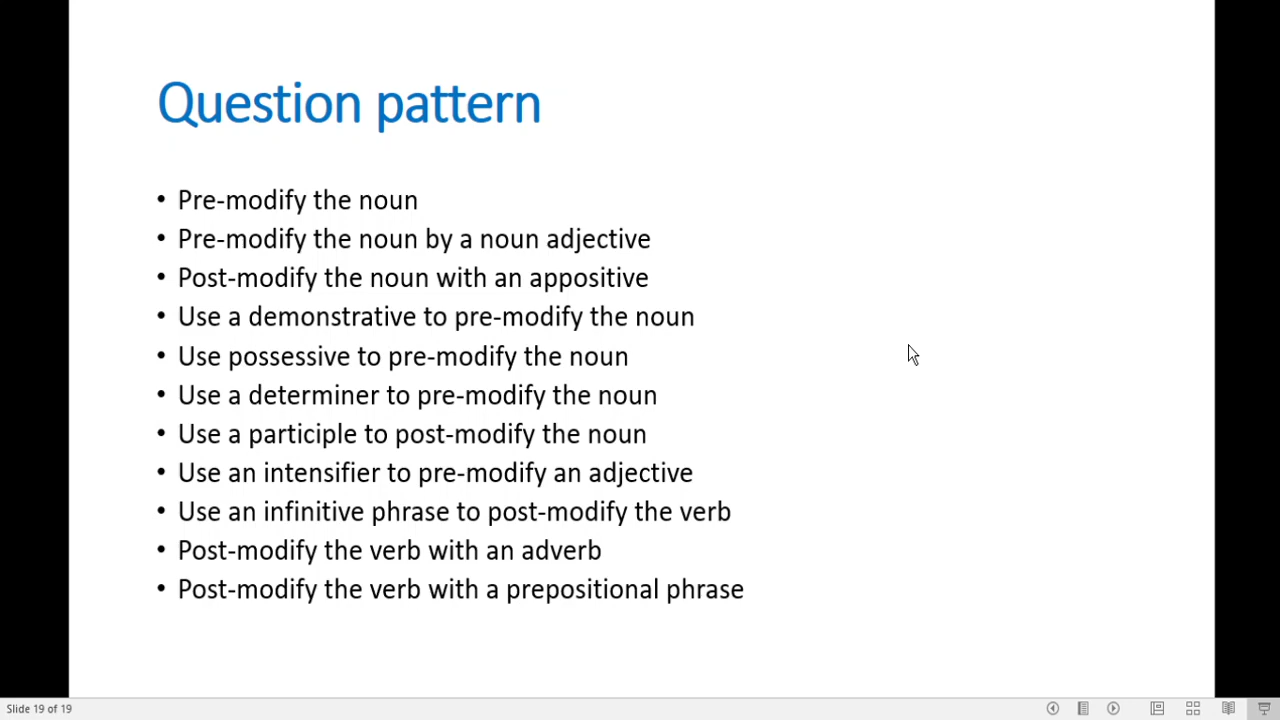 Question pattern
• Pre-modify the noun
• Pre-modify the noun by a noun adjective
• Post-modify the noun with an appositive
• Use a demonstrative to pre-modify the noun
• Use possessive to pre-modify the noun
• Use a determiner to pre-modify the noun
• Use a participle to post-modify the noun
• Use an intensifier to pre-modify an adjective
• Use an infinitive phrase to post-modify the verb
• Post-modify the verb with an adverb
• Post-modify the verb with a prepositional phrase
Slide 19 of 19